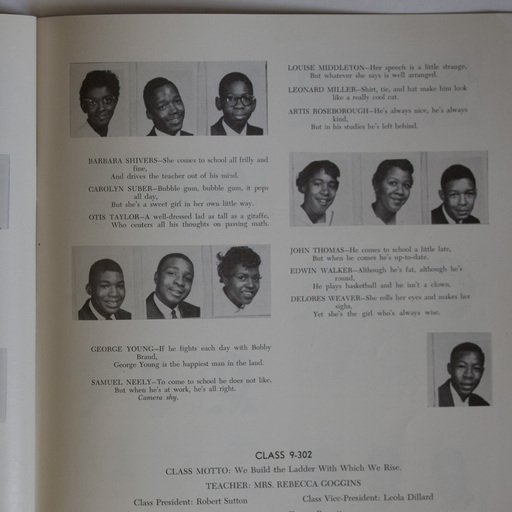 LOUISE MIDDLETON—Her speech is a little strange,
But whatever she says is well arranged.
LEONARD MILLER—Shirt, tie, and hat make him look
like a really cool cat.
ARTIS ROSEBOROUGH—He's always nice, he's always
kind,
But in his studies he's left behind.
BARBARA SHIVERS—She comes to school all frilly and
fine,
And drives the teacher out of his mind.
CAROLYN SUBER—Bubble gum, bubble gum, it pops
all day,
But she's a sweet girl in her own little way.
OTIS TAYLOR—A well-dressed lad as tall as a giraffe,
Who centers all his thoughts on passing math.
JOHN THOMAS—He comes to school a little late,
But when he comes he's up-to-date.
EDWIN WALKER—Although he's fat, although he's
round,
He plays basketball and he isn't a clown.
DELORES WEAVER—She rolls her eyes and makes her
sighs,
Yet she's the girl who's always wise.
GEORGE YOUNG—If he fights each day with Bobby
Brand,
George Young is the happiest man in the land.
SAMUEL NEELY—To come to school he does not like,
But when he's at work, he's all right.
Camera shy.
CLASS 9-302
CLASS MOTTO: We Build the Ladder With Which We Rise.
TEACHER: MRS. REBECCA GOGGINS
Class President: Robert Sutton Class Vice-President: Leola Dillard